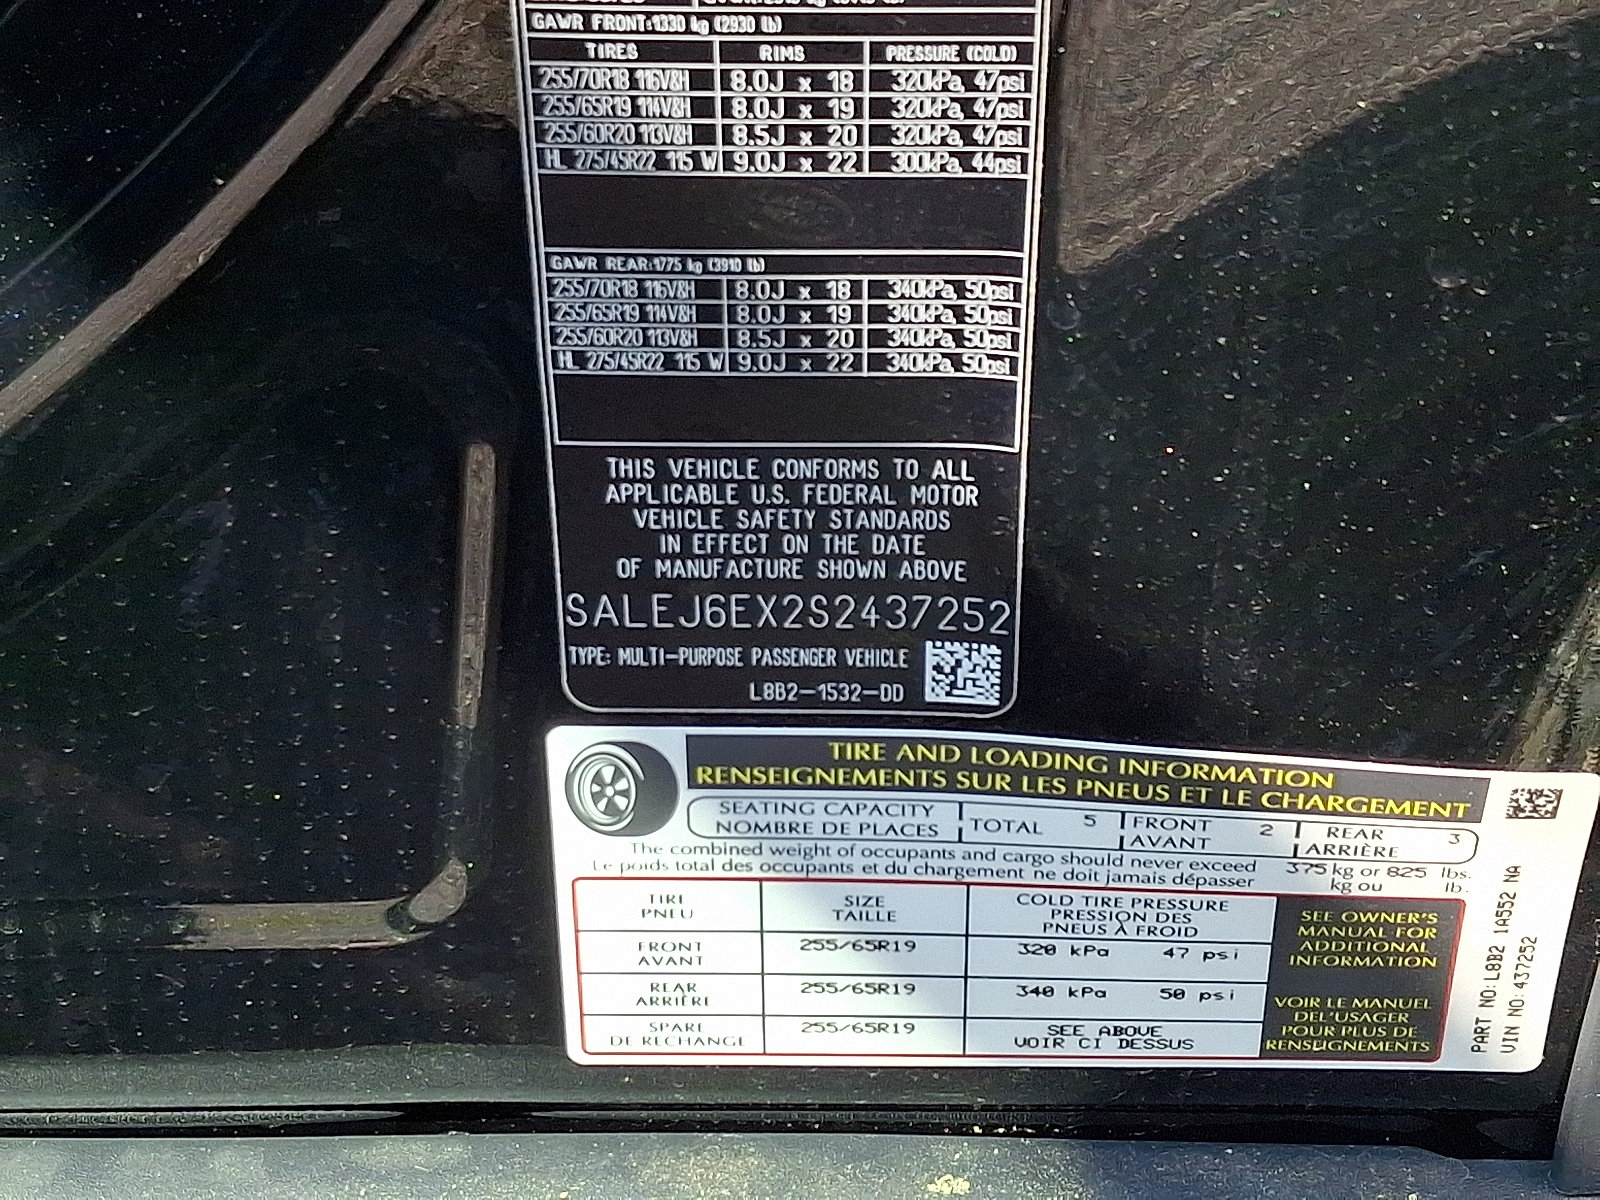 GAWR FRONT:1330 kg (2930 lb)
TIRES RIMS PRESSURE (COLD)
255/70R18 116V&H 8.0J x 18 320kPa, 47psi
255/65R19 114V&H 8.0J x 19 320kPa, 47psi
255/60R20 113V&H 8.5J x 20 320kPa, 47psi
HL 275/45R22 115 W 9.0J x 22 300kPa, 44psi
GAWR REAR:1775 kg (3910 lb)
255/70R18 116V&H 8.0J x 18 340kPa, 50psi
255/65R19 114V&H 8.0J x 19 340kPa, 50psi
255/60R20 113V&H 8.5J x 20 340kPa, 50psi
HL 275/45R22 115 W 9.0J x 22 340kPa, 50psi
THIS VEHICLE CONFORMS TO ALL
APPLICABLE U.S. FEDERAL MOTOR
VEHICLE SAFETY STANDARDS
IN EFFECT ON THE DATE
OF MANUFACTURE SHOWN ABOVE
SALEJ6EX2S2437252
TYPE: MULTI-PURPOSE PASSENGER VEHICLE
L8B2-1532-DD
TIRE AND LOADING INFORMATION
RENSEIGNEMENTS SUR LES PNEUS ET LE CHARGEMENT
SEATING CAPACITY
NOMBRE DE PLACES
TOTAL 5
FRONT 2
AVANT
REAR 3
ARRIÈRE
The combined weight of occupants and cargo should never exceed 375 kg or 825 lbs.
Le poids total des occupants et du chargement ne doit jamais dépasser kg ou lb.
TIRE
PNEU
SIZE
TAILLE
COLD TIRE PRESSURE
PRESSION DES
PNEUS À FROID
FRONT
AVANT
255/65R19
320 kPa 47 psi
REAR
ARRIÈRE
255/65R19
340 kPa 50 psi
SPARE
DE RECHANGE
255/65R19
SEE ABOVE
VOIR CI DESSUS
SEE OWNER'S
MANUAL FOR
ADDITIONAL
INFORMATION
VOIR LE MANUEL
DEL'USAGER
POUR PLUS DE
RENSEIGNEMENTS
PART NO: L8B2 1A552 NA
VIN NO: 437252